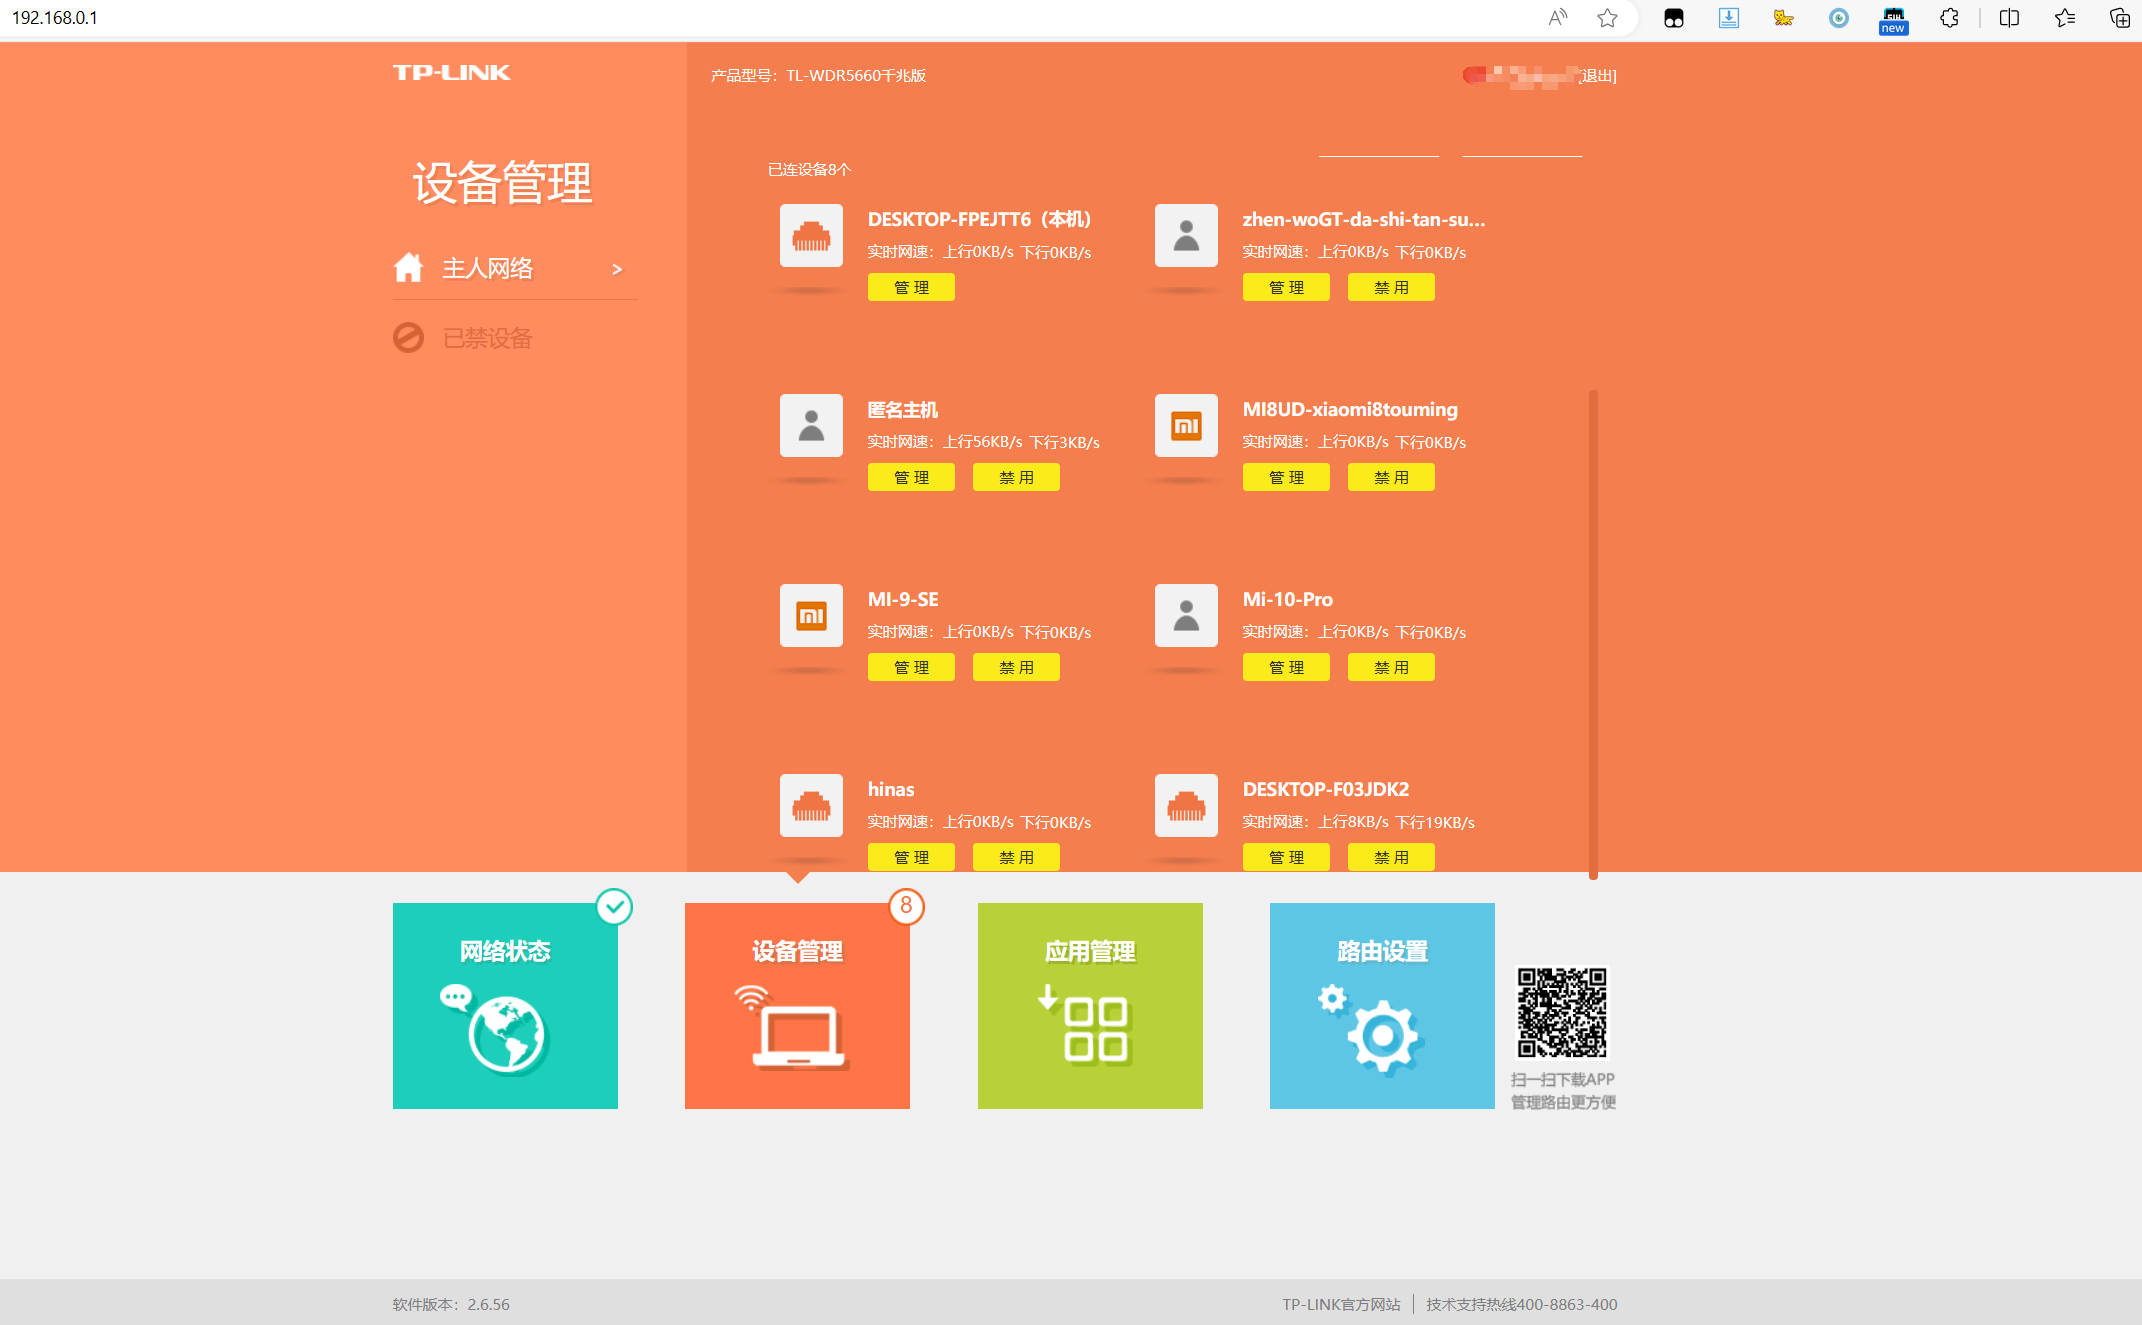 192.168.0.1
new
TP-LINK
产品型号：TL-WDR5660千兆版
[退出]
设备管理
主人网络 >
已禁设备
已连设备8个
DESKTOP-FPEJTT6（本机）
实时网速：上行0KB/s 下行0KB/s
管 理
zhen-woGT-da-shi-tan-su...
实时网速：上行0KB/s 下行0KB/s
管 理 禁 用
匿名主机
实时网速：上行56KB/s 下行3KB/s
管 理 禁 用
MI8UD-xiaomi8touming
实时网速：上行0KB/s 下行0KB/s
管 理 禁 用
MI-9-SE
实时网速：上行0KB/s 下行0KB/s
管 理 禁 用
Mi-10-Pro
实时网速：上行0KB/s 下行0KB/s
管 理 禁 用
hinas
实时网速：上行0KB/s 下行0KB/s
管 理 禁 用
DESKTOP-F03JDK2
实时网速：上行8KB/s 下行19KB/s
管 理 禁 用
网络状态
设备管理
8
应用管理
路由设置
扫一扫下载APP
管理路由更方便
软件版本：2.6.56
TP-LINK官方网站 | 技术支持热线400-8863-400